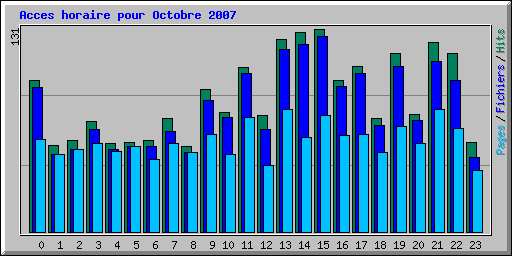 Acces horaire pour Octobre 2007
131
Pages / Fichiers / Hits
0 1 2 3 4 5 6 7 8 9 10 11 12 13 14 15 16 17 18 19 20 21 22 23